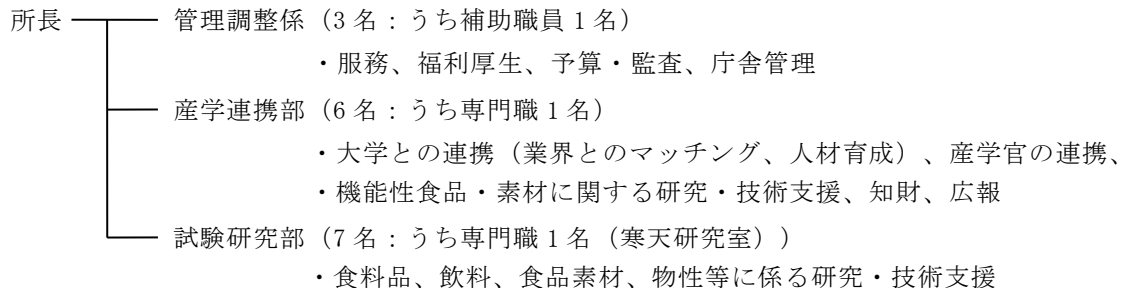 所長 管理調整係（3名：うち補助職員1名）
・服務、福利厚生、予算・監査、庁舎管理
産学連携部（6名：うち専門職1名）
・大学との連携（業界とのマッチング、人材育成）、産学官の連携、
・機能性食品・素材に関する研究・技術支援、知財、広報
試験研究部（7名：うち専門職1名（寒天研究室））
・食料品、飲料、食品素材、物性等に係る研究・技術支援